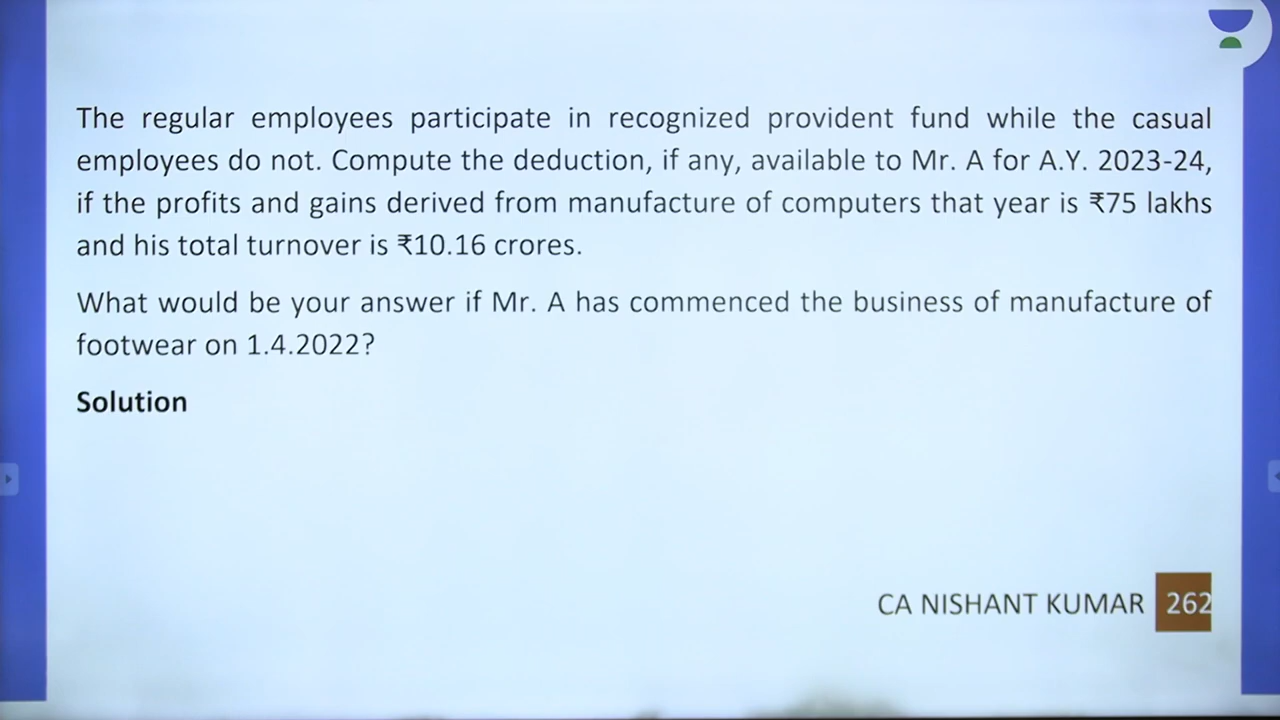 The regular employees participate in recognized provident fund while the casual
employees do not. Compute the deduction, if any, available to Mr. A for A.Y. 2023-24,
if the profits and gains derived from manufacture of computers that year is ₹75 lakhs
and his total turnover is ₹10.16 crores.
What would be your answer if Mr. A has commenced the business of manufacture of
footwear on 1.4.2022?
Solution
CA NISHANT KUMAR 262